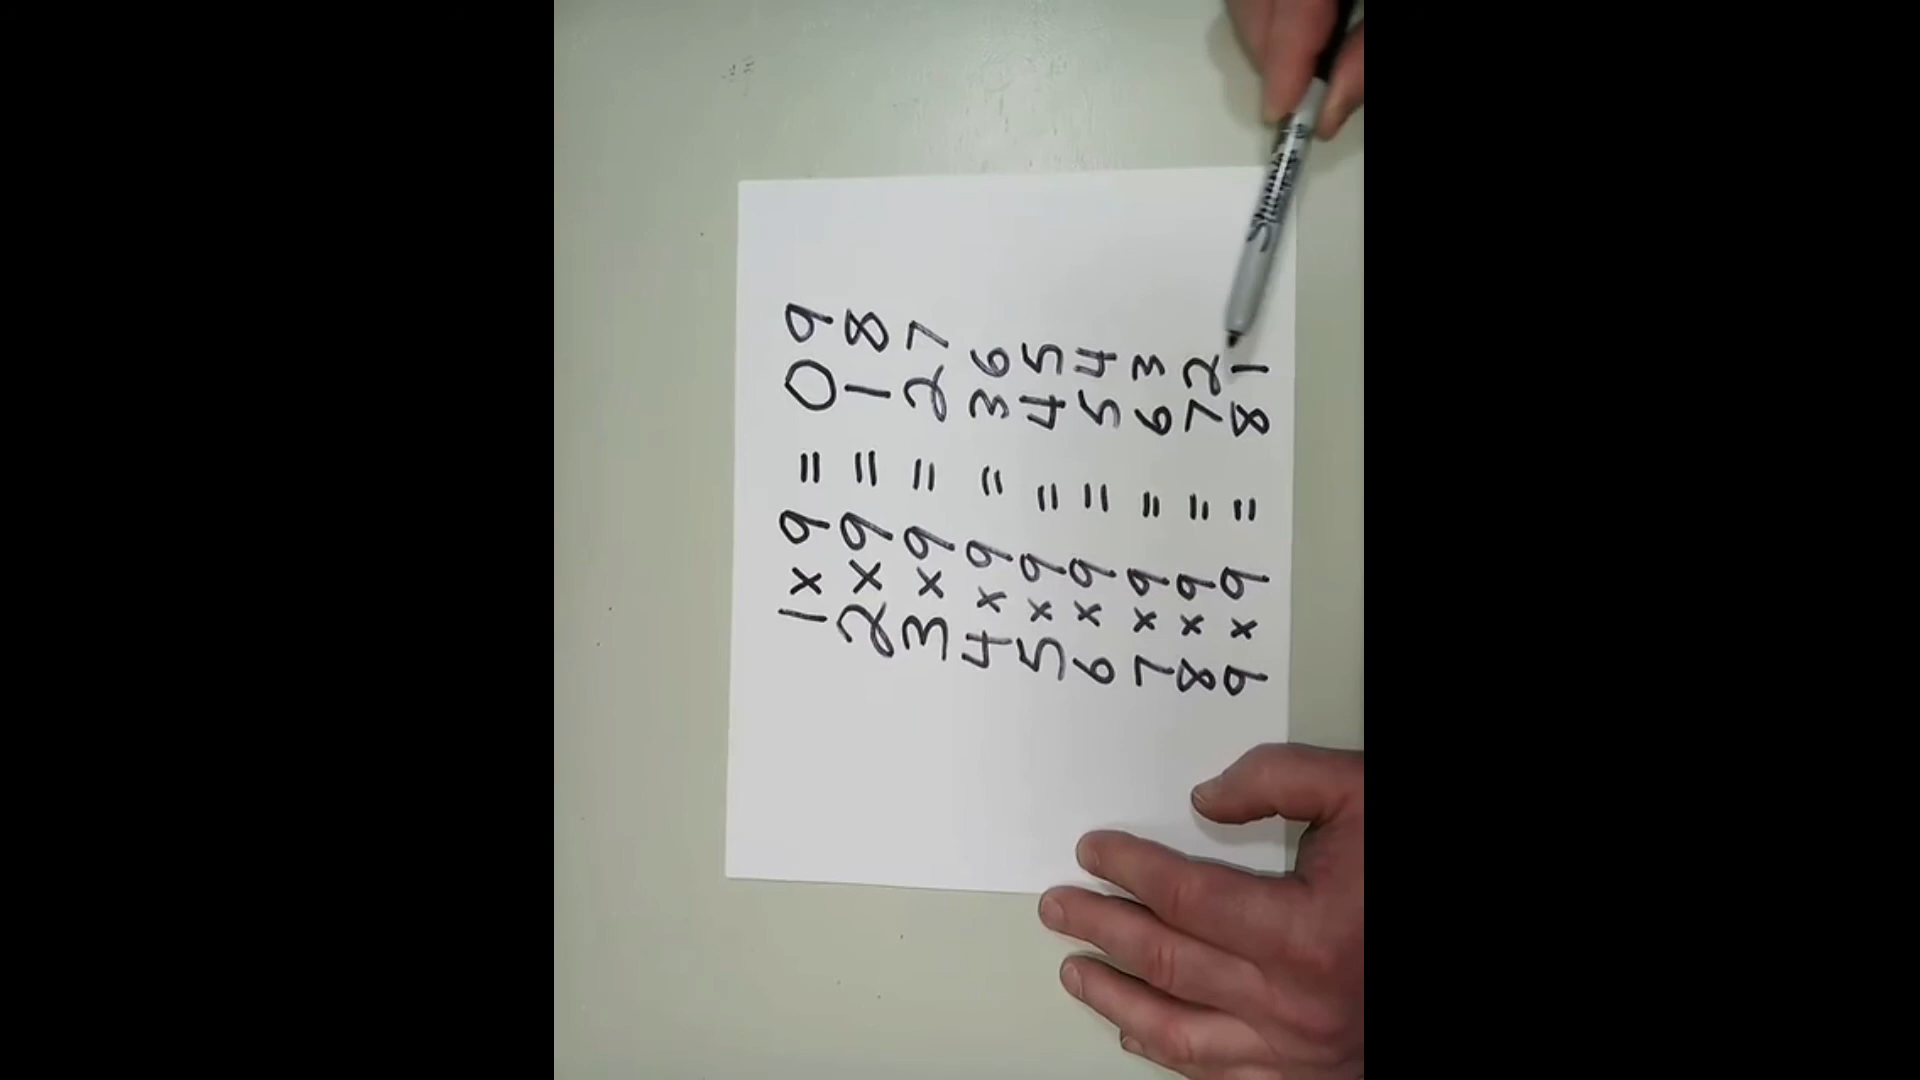 1 x 9 = 09
2 x 9 = 18
3 x 9 = 27
4 x 9 = 36
5 x 9 = 45
6 x 9 = 54
7 x 9 = 63
8 x 9 = 72
9 x 9 = 81
Sharpie